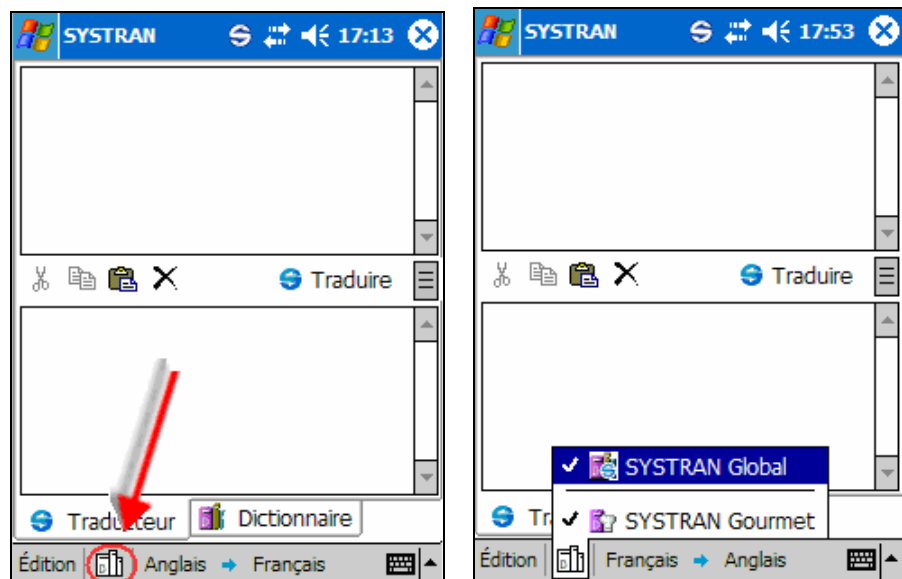 SYSTRAN 17:13
Traduire
Traducteur Dictionnaire
Édition Anglais Français
SYSTRAN 17:53
Traduire
SYSTRAN Global
Tr SYSTRAN Gourmet
Édition Français Anglais